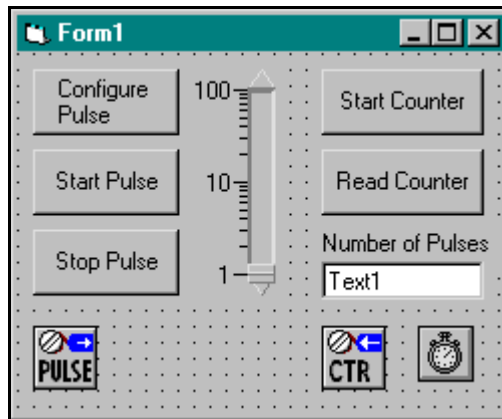 Form1
Configure
Pulse
Start Pulse
Stop Pulse
100
10
1
Start Counter
Read Counter
Number of Pulses
Text1
PULSE
CTR